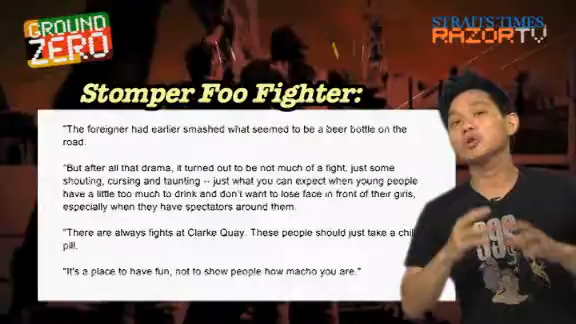 GROUND
ZERO
STRAITS TIMES
RAZORTV
Stomper Foo Fighter:
"The foreigner had earlier smashed what seemed to be a beer bottle on the
road.
"But after all that drama, it turned out to be not much of a fight, just some
shouting, cursing and taunting -- just what you can expect when young people
have a little too much to drink and don't want to lose face in front of their girls,
especially when they have spectators around them.
"There are always fights at Clarke Quay. These people should just take a chil
pill.
"It's a place to have fun, not to show people how macho you are."